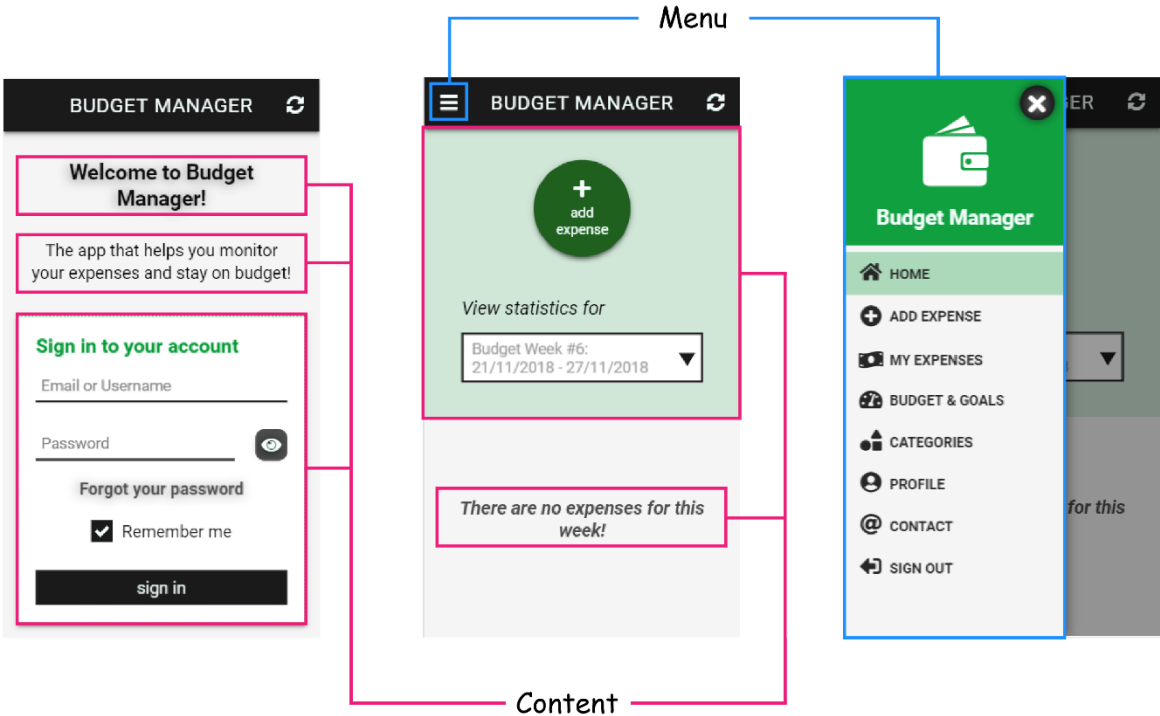 Menu
BUDGET MANAGER
Welcome to Budget
Manager!
The app that helps you monitor
your expenses and stay on budget!
Sign in to your account
Email or Username
Password
Forgot your password
Remember me
sign in
BUDGET MANAGER
+
add
expense
View statistics for
Budget Week #6:
21/11/2018 - 27/11/2018
There are no expenses for this
week!
GER
Budget Manager
HOME
ADD EXPENSE
MY EXPENSES
BUDGET & GOALS
CATEGORIES
PROFILE
@ CONTACT
SIGN OUT
for this
Content